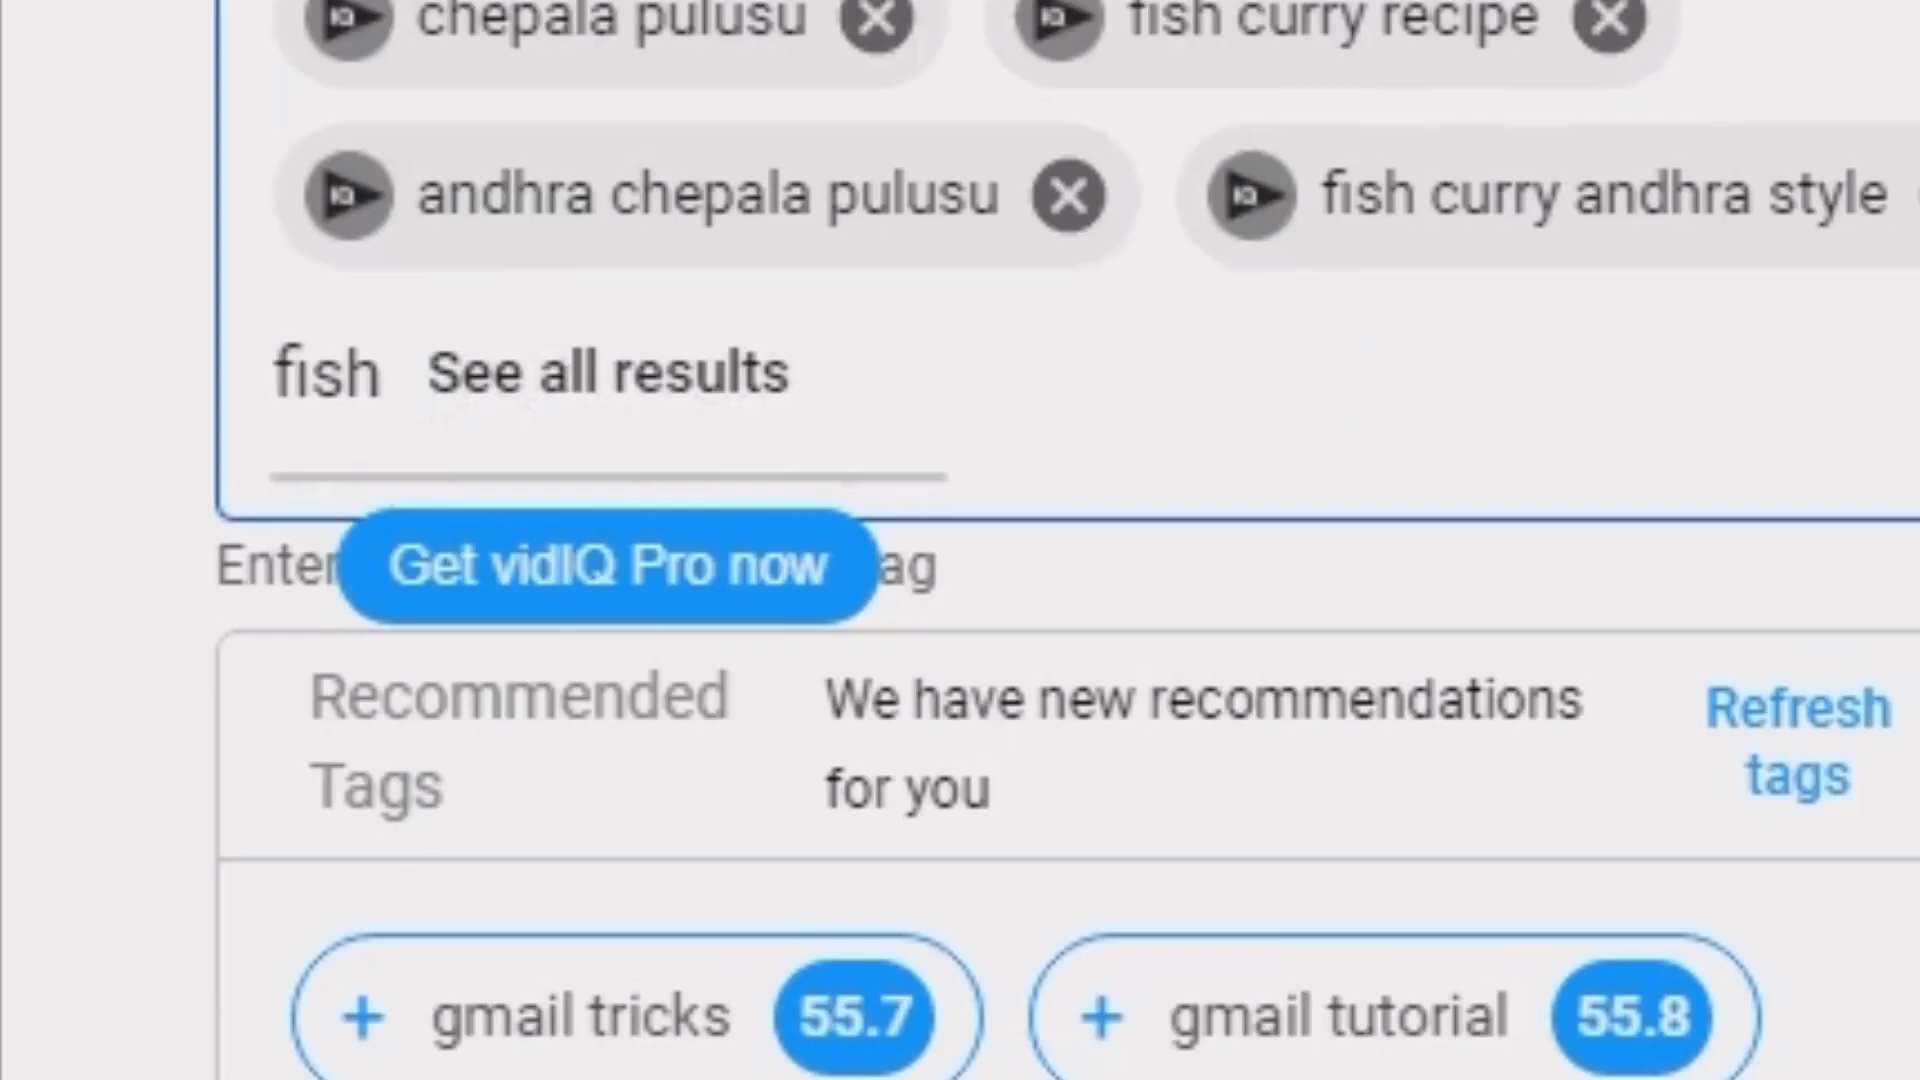 chepala pulusu fish curry recipe
andhra chepala pulusu fish curry andhra style
fish See all results
Get vidIQ Pro now
Enter ag
Recommended Tags
We have new recommendations for you
Refresh tags
+ gmail tricks 55.7
+ gmail tutorial 55.8